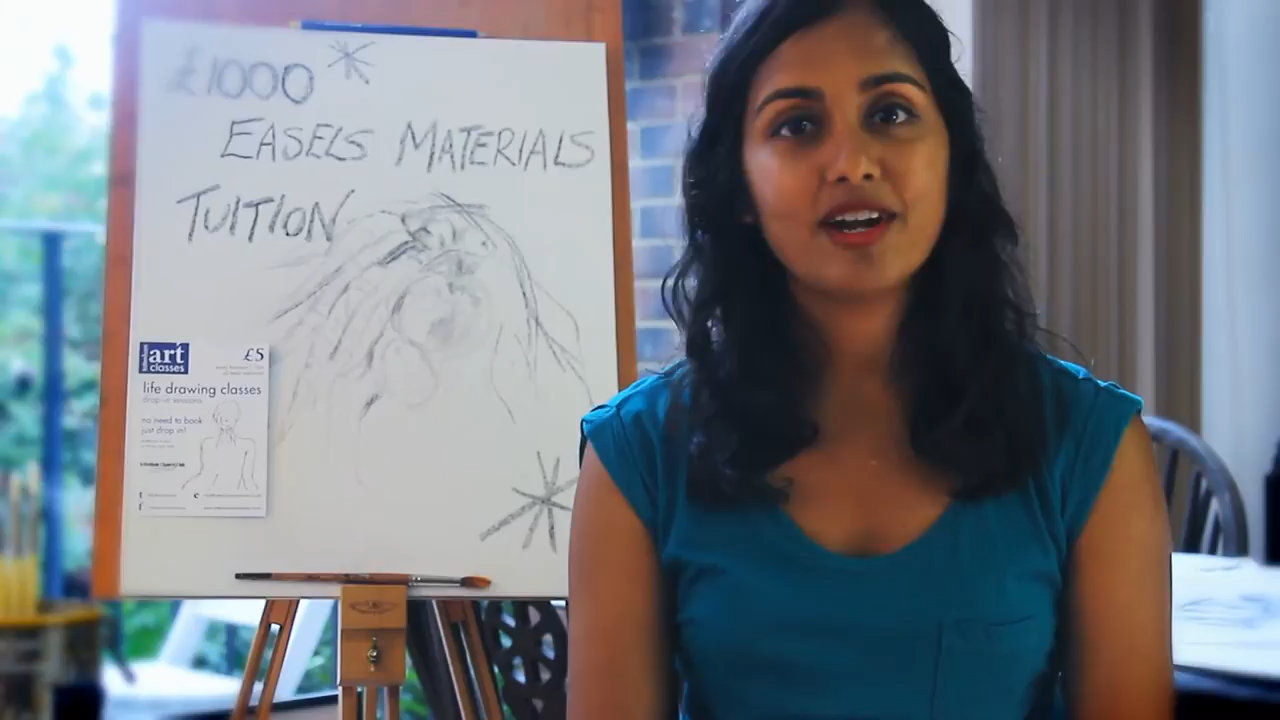 £1000
EASELS MATERIALS
TUITION
art
classes
£5
life drawing classes
drop in sessions
no need to book
just drop in!
t
e
f